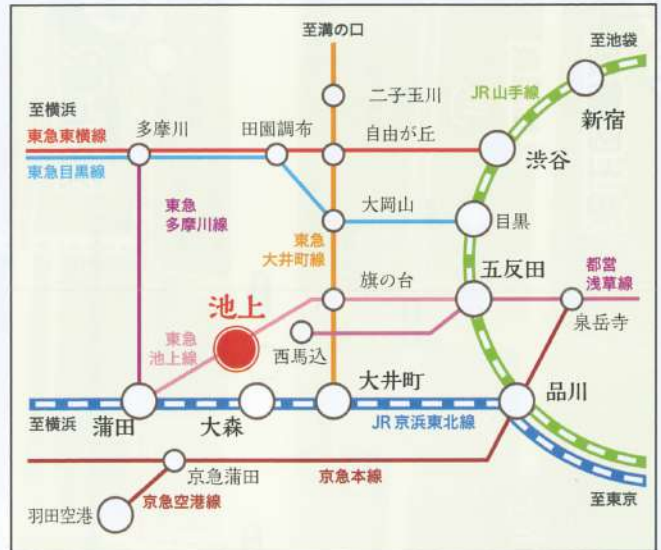 至溝の口
至池袋
二子玉川
JR山手線
新宿
至横浜
東急東横線
多摩川
田園調布
自由が丘
渋谷
東急目黒線
東急
多摩川線
大岡山
目黒
東急
大井町線
五反田
都営
浅草線
旗の台
池上
泉岳寺
東急
池上線
西馬込
大井町
品川
至横浜
蒲田
大森
JR京浜東北線
京急蒲田
京急本線
至東京
羽田空港
京急空港線